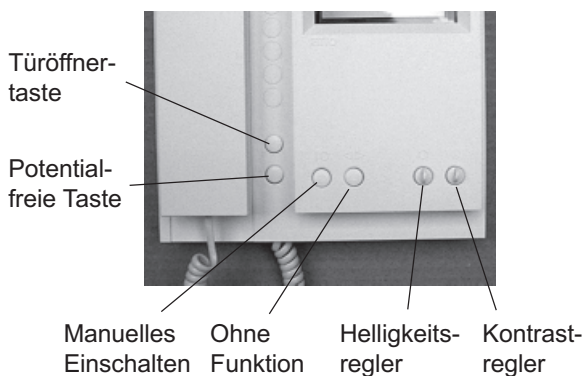 Türöffner-
taste
Potential-
freie Taste
Manuelles
Einschalten
Ohne
Funktion
Helligkeits-
regler
Kontrast-
regler